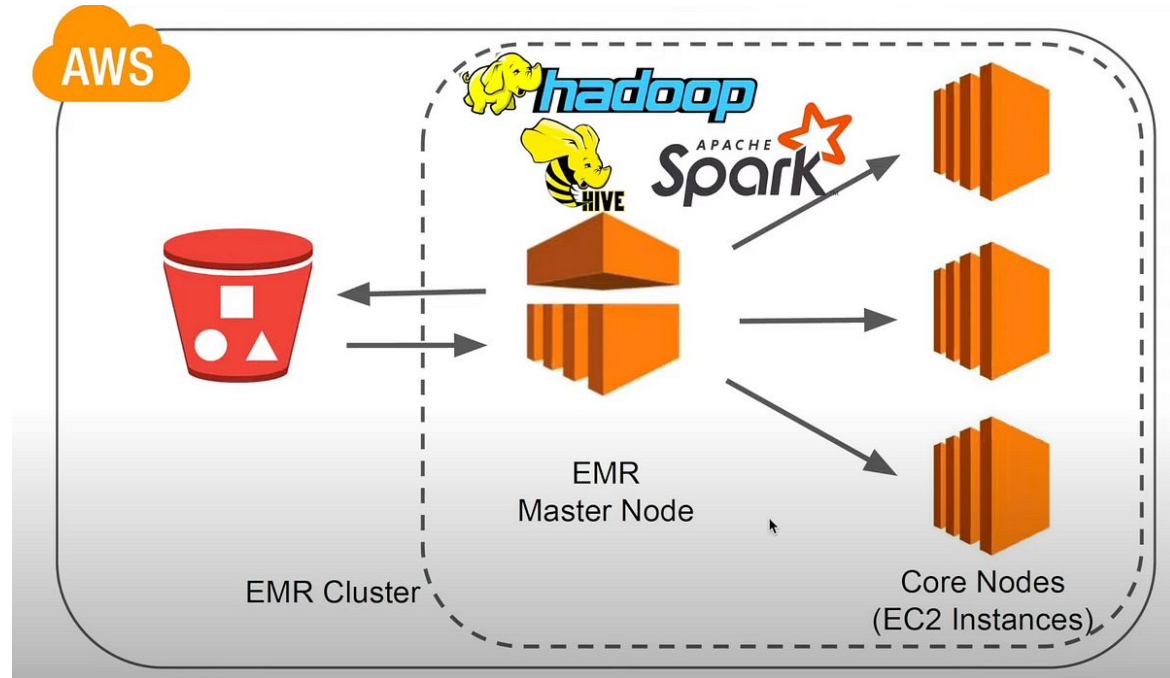 AWS
hadoop
HIVE
APACHE
Spark
EMR
Master Node
EMR Cluster
Core Nodes
(EC2 Instances)